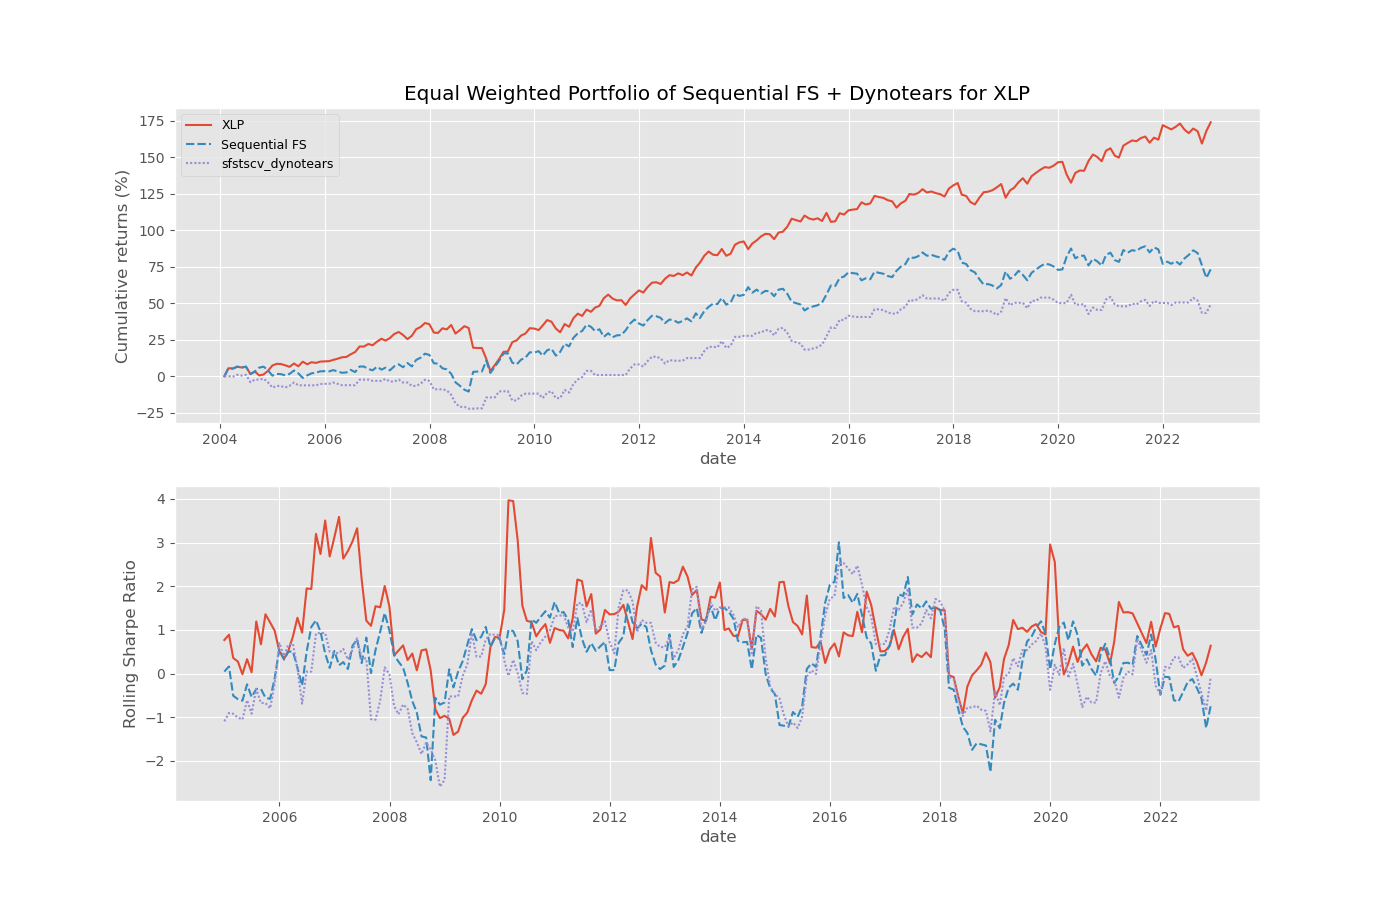 Equal Weighted Portfolio of Sequential FS + Dynotears for XLP
XLP
Sequential FS
sfstscv_dynotears
Cumulative returns (%)
175
150
125
100
75
50
25
0
−25
2004 2006 2008 2010 2012 2014 2016 2018 2020 2022
date
Rolling Sharpe Ratio
4
3
2
1
0
−1
−2
2006 2008 2010 2012 2014 2016 2018 2020 2022
date